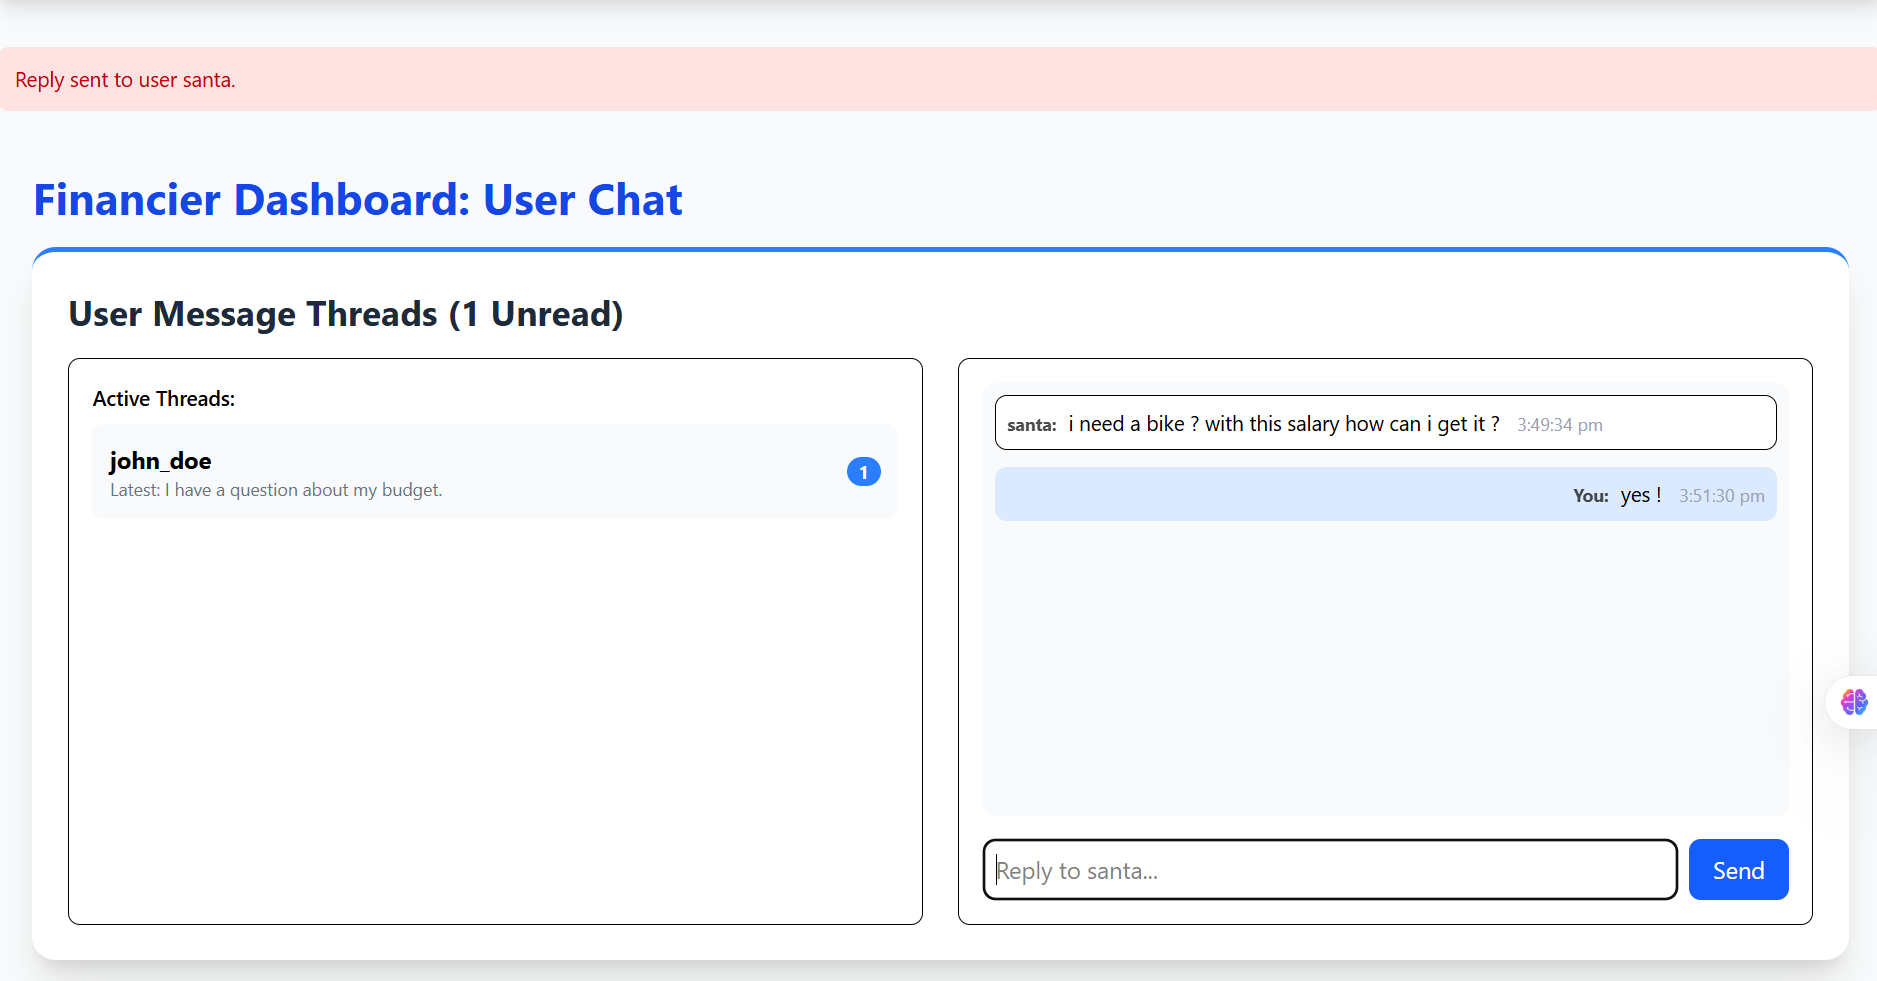 Reply sent to user santa.
Financier Dashboard: User Chat
User Message Threads (1 Unread)
Active Threads:
john_doe
1
Latest: I have a question about my budget.
santa: i need a bike ? with this salary how can i get it ? 3:49:34 pm
You: yes ! 3:51:30 pm
Reply to santa...
Send